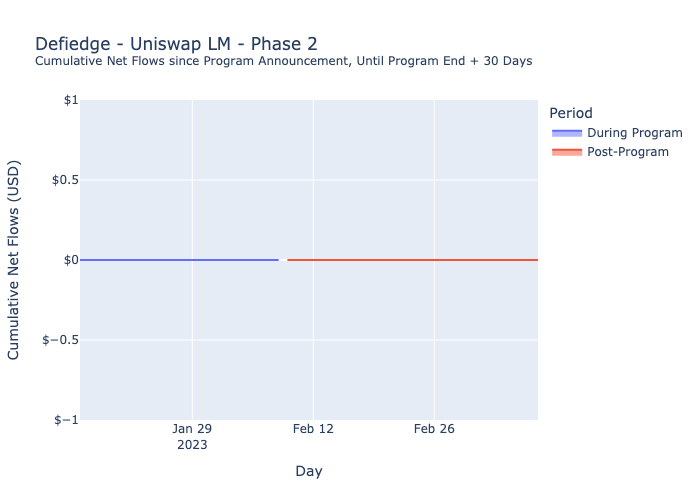 Defiedge - Uniswap LM - Phase 2
Cumulative Net Flows since Program Announcement, Until Program End + 30 Days
Period
During Program
Post-Program
Cumulative Net Flows (USD)
$1
$0.5
$0
$−0.5
$−1
Jan 29
2023
Feb 12
Feb 26
Day